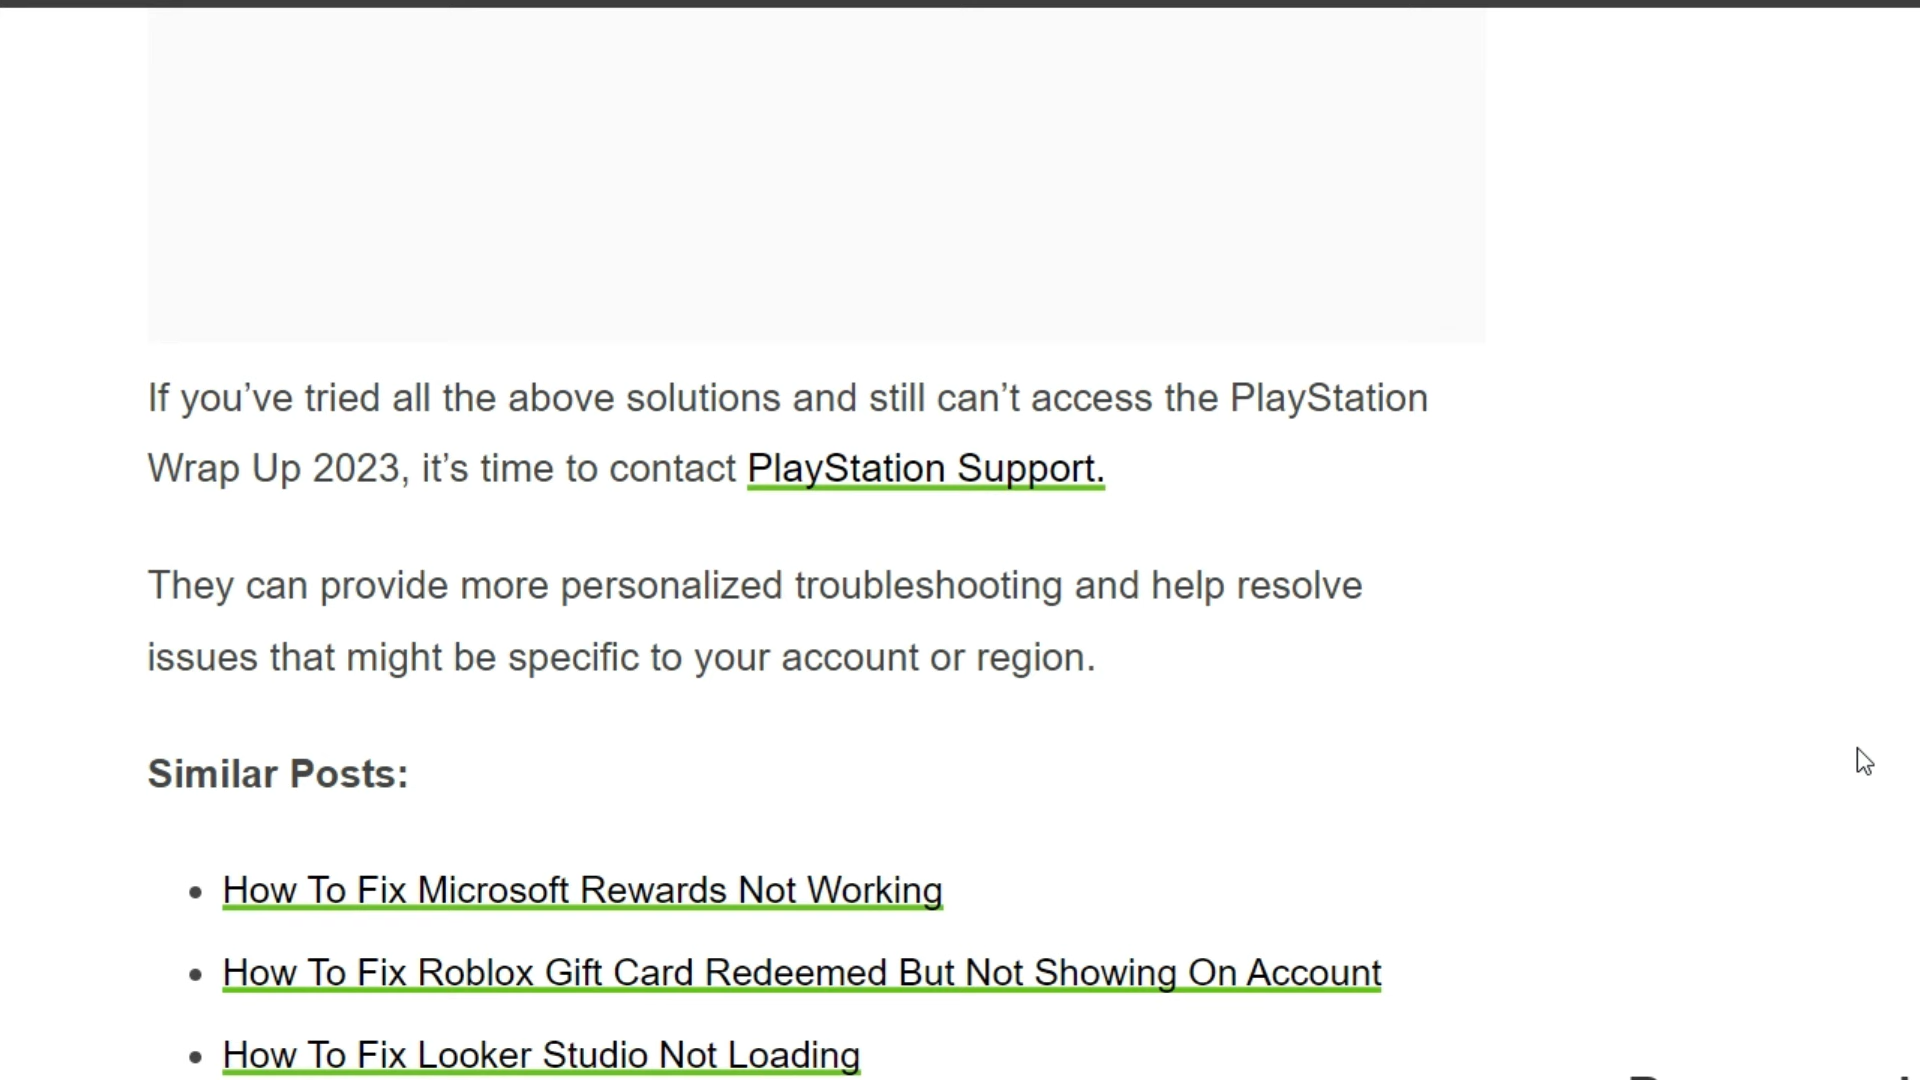 If you’ve tried all the above solutions and still can’t access the PlayStation
Wrap Up 2023, it’s time to contact PlayStation Support.
They can provide more personalized troubleshooting and help resolve
issues that might be specific to your account or region.
Similar Posts:
• How To Fix Microsoft Rewards Not Working
• How To Fix Roblox Gift Card Redeemed But Not Showing On Account
• How To Fix Looker Studio Not Loading